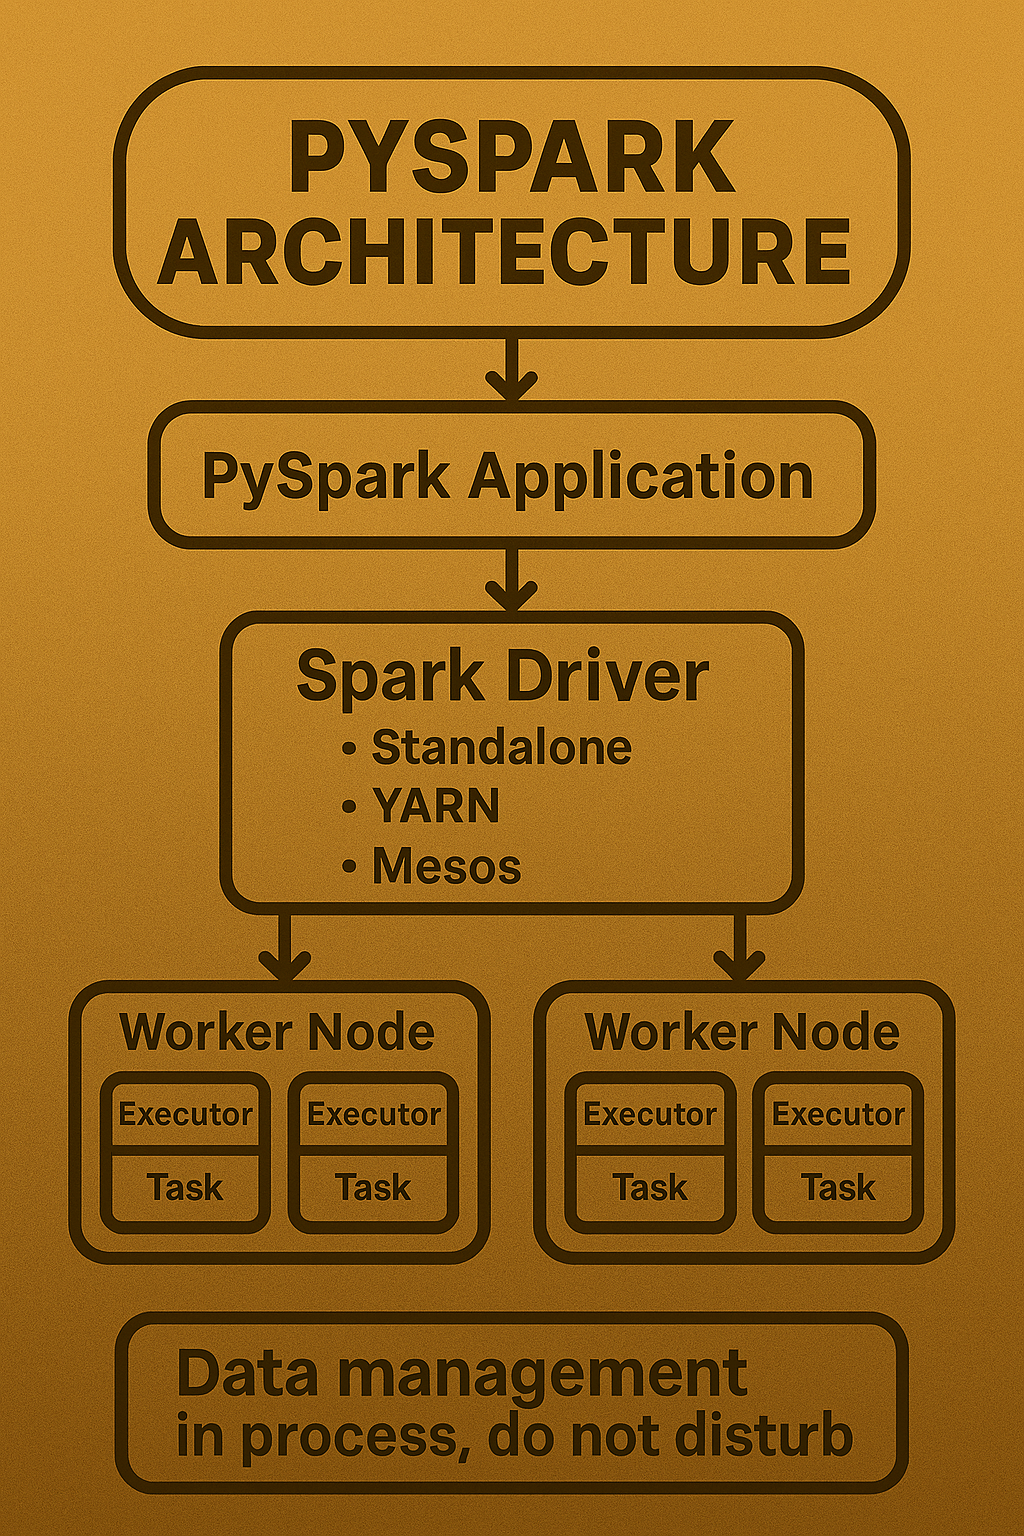 PYSPARK
ARCHITECTURE
PySpark Application
Spark Driver
• Standalone
• YARN
• Mesos
Worker Node
Executor
Task
Executor
Task
Worker Node
Executor
Task
Executor
Task
Data management
in process, do not disturb